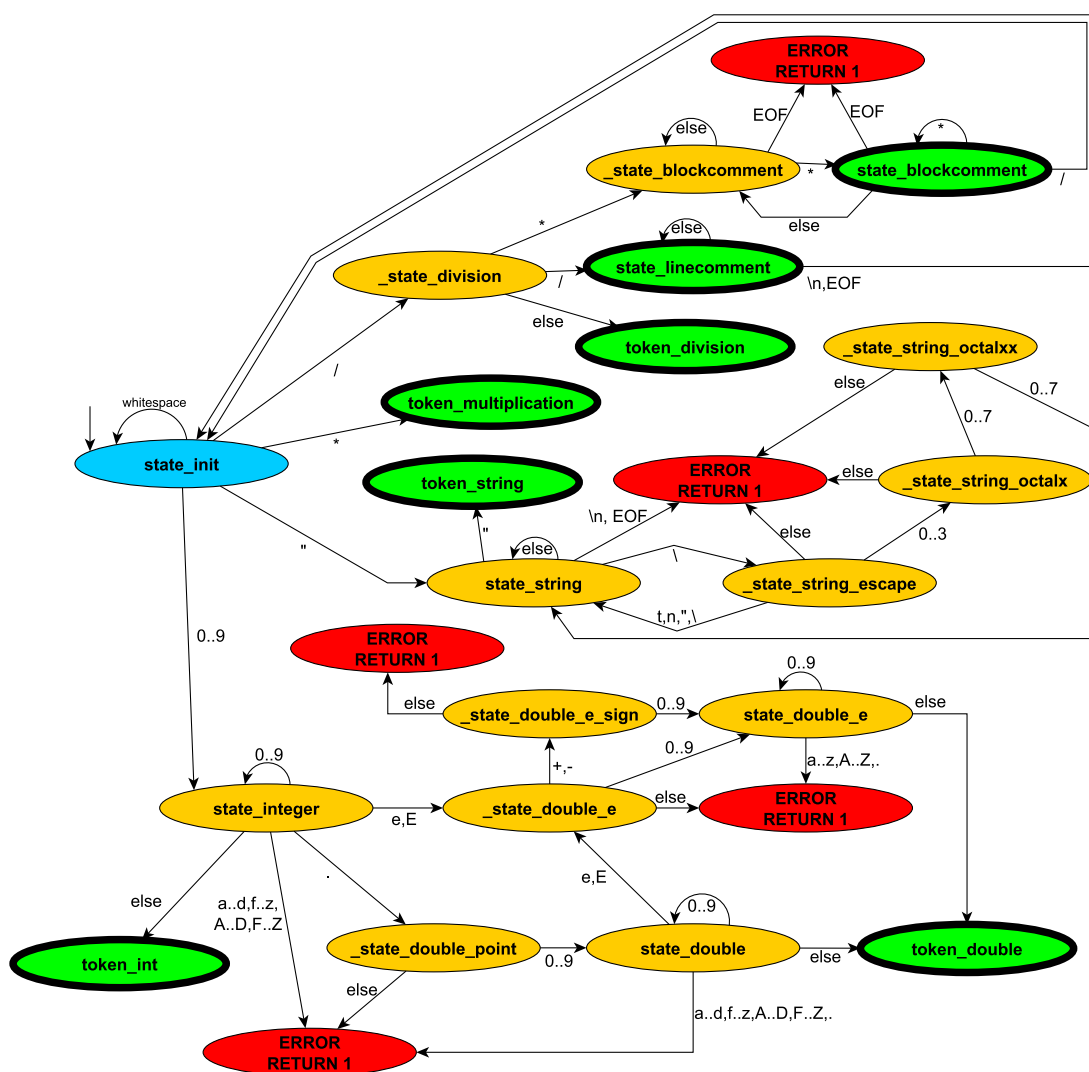 ERROR
RETURN 1
EOF
EOF
else
*
_state_blockcomment
*
state_blockcomment
/
else
*
else
_state_division
/
state_linecomment
\n,EOF
else
token_division
/
_state_string_octalxx
else
0..7
0..7
whitespace
token_multiplication
*
state_init
token_string
ERROR
RETURN 1
else
_state_string_octalx
\n, EOF
"
"
else
\
else
0..3
state_string
_state_string_escape
t,n,",\
0..9
ERROR
RETURN 1
else
_state_double_e_sign
0..9
0..9
state_double_e
else
0..9
+,-
a..z,A..Z,.
0..9
state_integer
e,E
_state_double_e
else
ERROR
RETURN 1
.
e,E
else
a..d,f..z,
A..D,F..Z
0..9
token_int
_state_double_point
0..9
state_double
else
token_double
else
a..d,f..z,A..D,F..Z,.
ERROR
RETURN 1